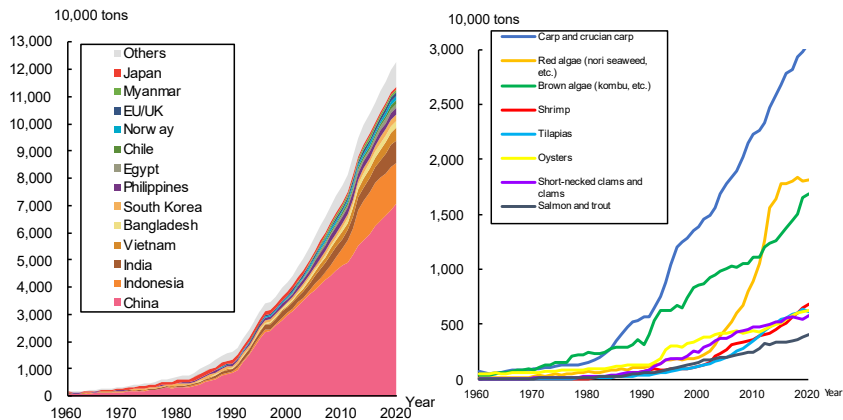 10,000 tons
13,000
12,000
11,000
10,000
9,000
8,000
7,000
6,000
5,000
4,000
3,000
2,000
1,000
0
Others
Japan
Myanmar
EU/UK
Norway
Chile
Egypt
Philippines
South Korea
Bangladesh
Vietnam
India
Indonesia
China
1960 1970 1980 1990 2000 2010 2020
Year
10,000 tons
3,000
2,500
2,000
1,500
1,000
500
0
Carp and crucian carp
Red algae (nori seaweed,
etc.)
Brown algae (kombu, etc.)
Shrimp
Tilapias
Oysters
Short-necked clams and
clams
Salmon and trout
1960 1970 1980 1990 2000 2010 2020
Year